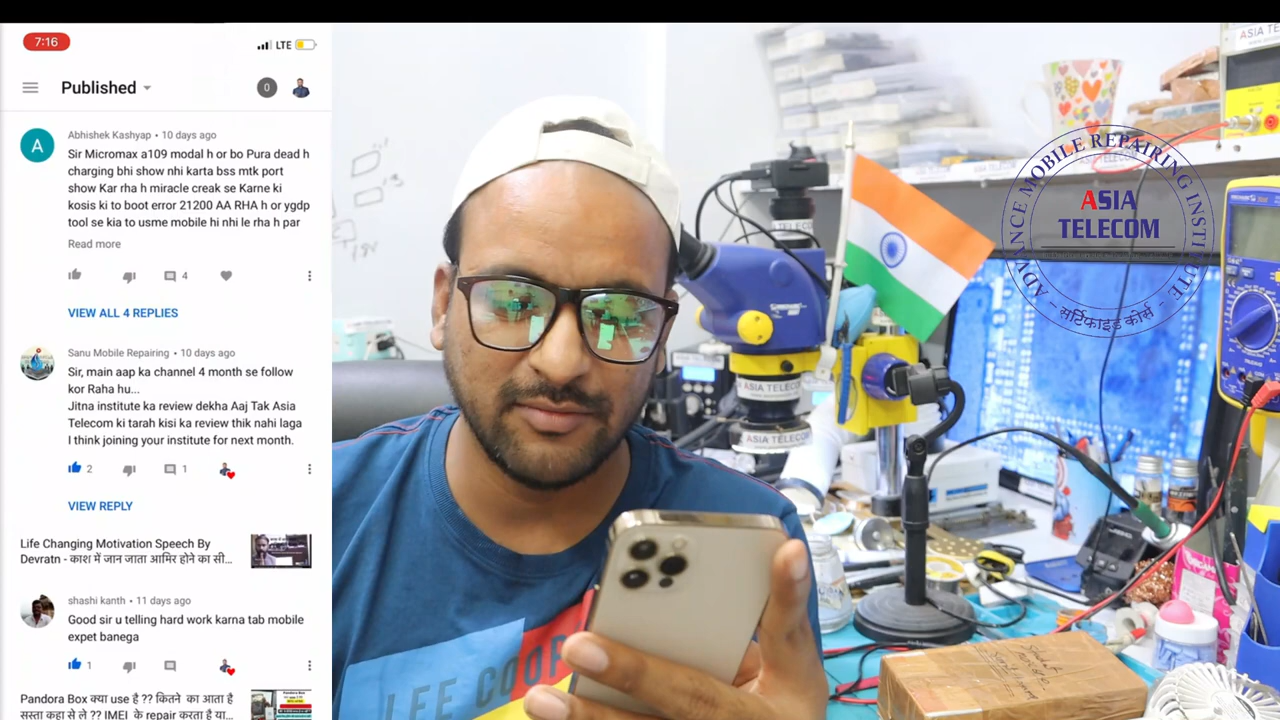 7:16
LTE
Published
0
A
Abhishek Kashyap • 10 days ago
Sir Micromax a109 modal h or bo Pura dead h
charging bhi show nhi karta bss mtk port
show Kar rha h miracle creak se Karne ki
kosis ki to boot error 21200 AA RHA h or ygdp
tool se kia to usme mobile hi nhi le rha h par
Read more
4
VIEW ALL 4 REPLIES
Sanu Mobile Repairing • 10 days ago
Sir, main aap ka channel 4 month se follow
kor Raha hu...
Jitna institute ka review dekha Aaj Tak Asia
Telecom ki tarah kisi ka review thik nahi laga
I think joining your institute for next month.
2
1
VIEW REPLY
Life Changing Motivation Speech By
Devratn - काश में जान जाता आमिर होने का सी...
shashi kanth • 11 days ago
Good sir u telling hard work karna tab mobile
expet banega
1
Pandora Box क्या use है ?? कितने का आता है
सस्ता कहा से ले ?? IMEI के repair करता है या...
ADVANCE MOBILE REPAIRING INSTITUTE
ASIA
TELECOM
सर्टिफाइड कोर्स
ASIA TELECOM
ASIA TELECOM
LEE COOP